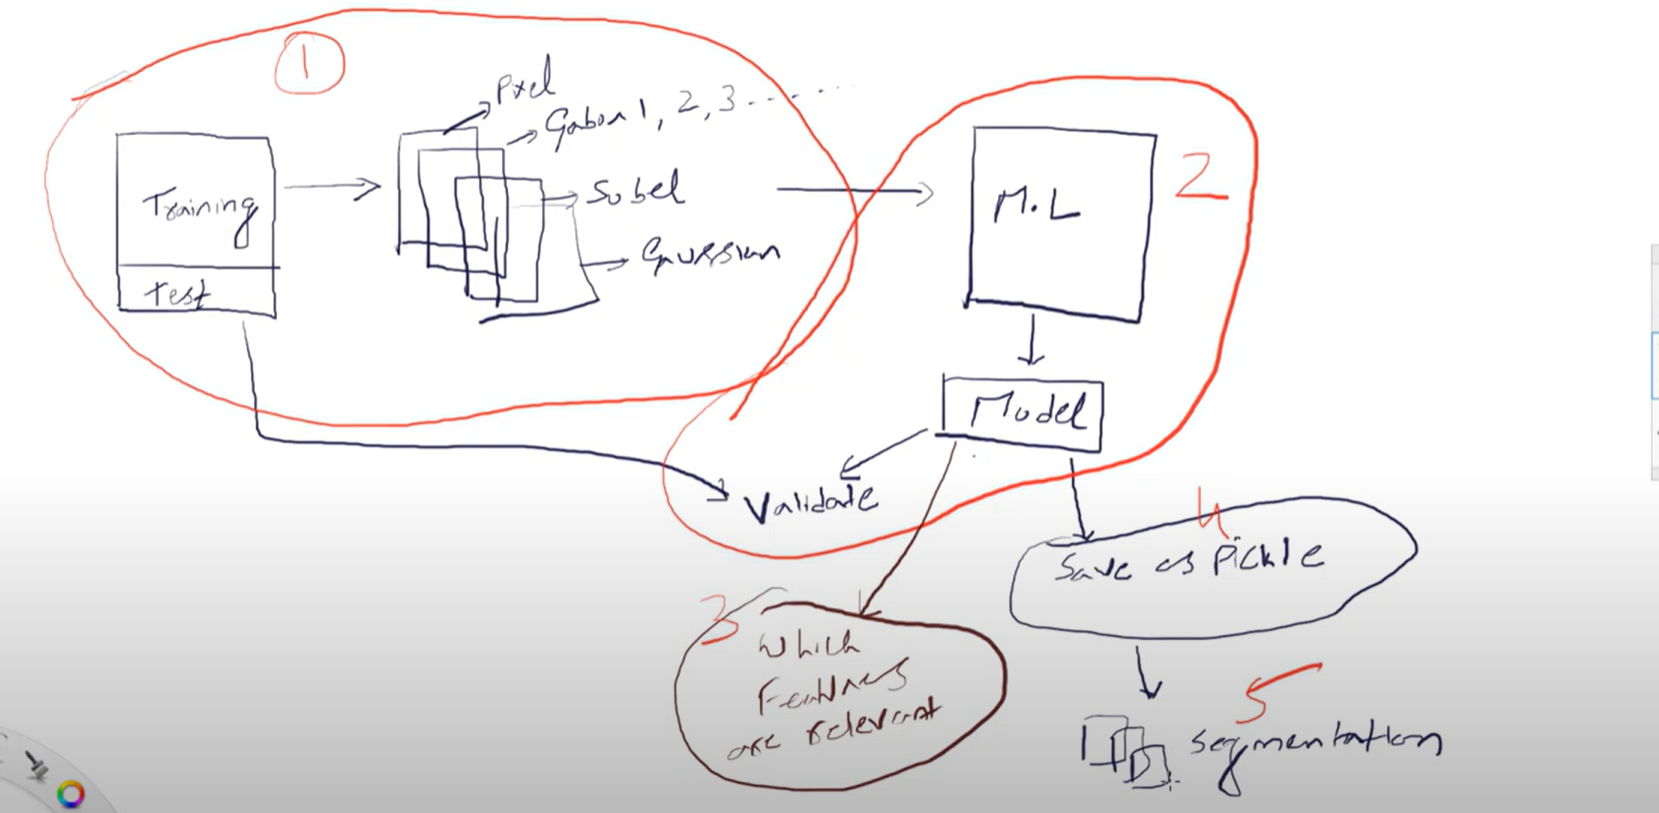 1
Pixel
Gabor 1, 2, 3 - - - - - - -
Training
Test
Sobel
Gaussian
M.L
2
Model
Validate
4
Save as Pickle
3
which
Features
are relevant
5
segmentation